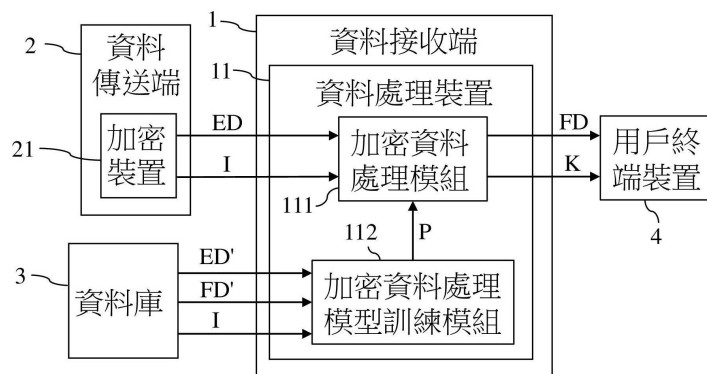 1
資料接收端
2
資料
傳送端
11
資料處理裝置
21
加密
裝置
ED
I
加密資料
處理模組
111
FD
K
用戶終
端裝置
4
112
P
3
資料庫
ED'
FD'
I
加密資料處理
模型訓練模組